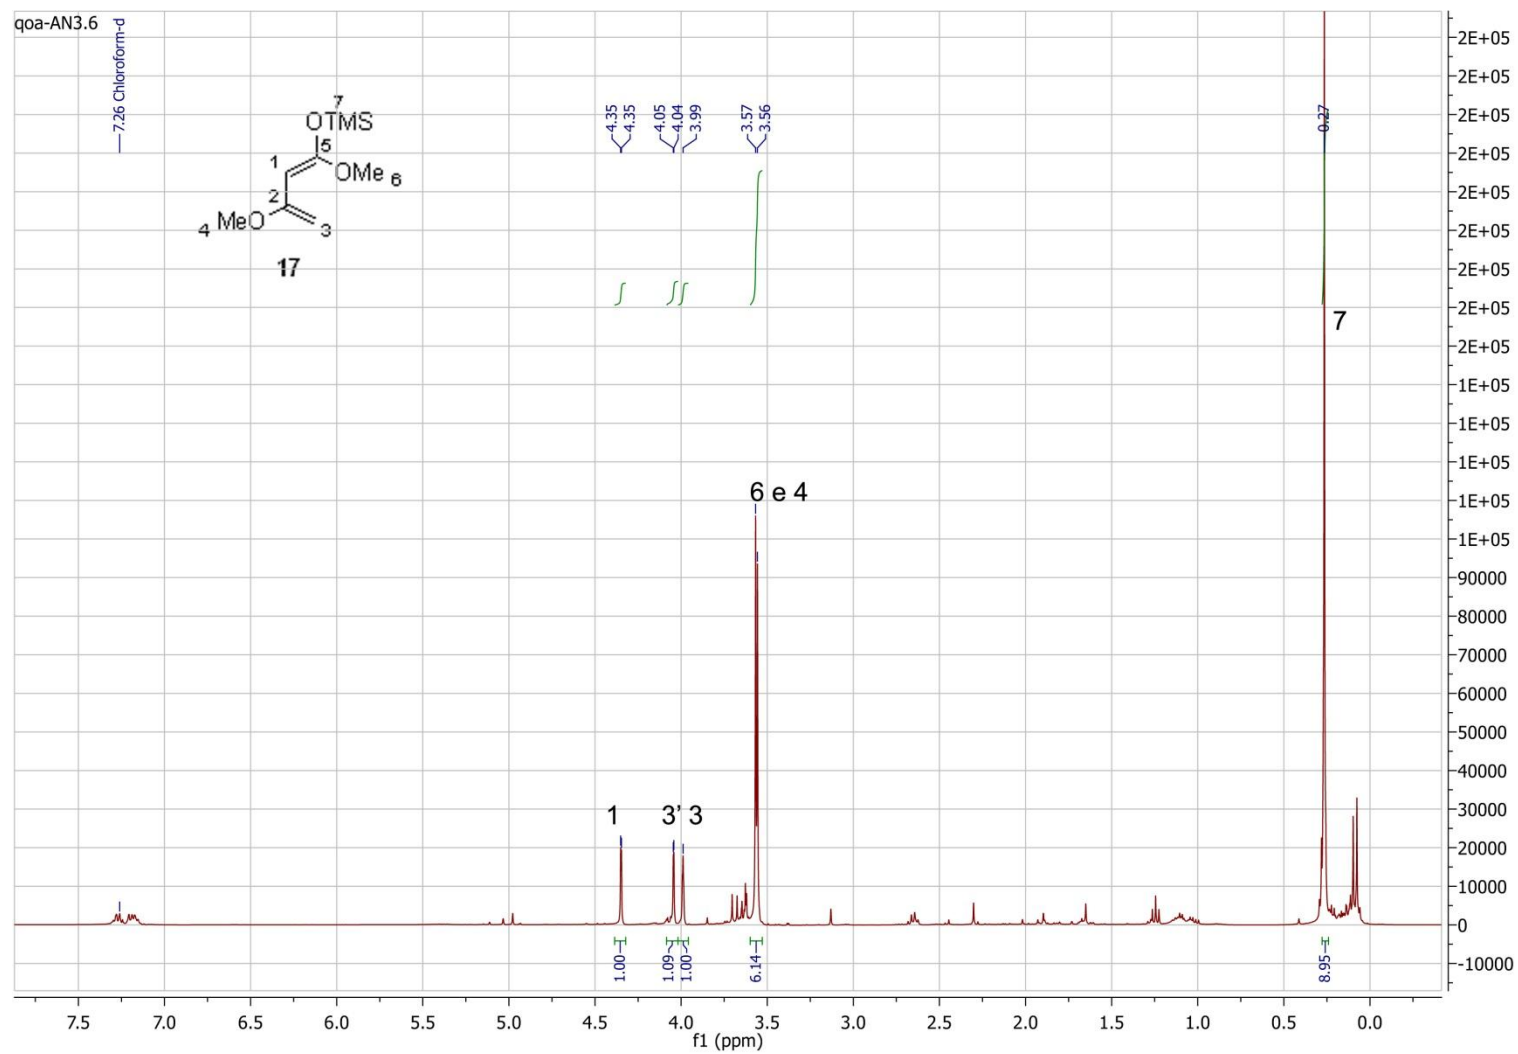 qoa-AN3.6
7.26 Chloroform-d
4.35
4.35
4.05
4.04
3.99
3.57
3.56
0.27
7
OTMS
5
1
OMe 6
2
4 MeO
3
17
7
6 e 4
1
3' 3
1.00
1.09
1.00
6.14
8.95
2E+05
2E+05
2E+05
2E+05
2E+05
2E+05
2E+05
2E+05
2E+05
1E+05
1E+05
1E+05
1E+05
1E+05
90000
80000
70000
60000
50000
40000
30000
20000
10000
0
-10000
7.5 7.0 6.5 6.0 5.5 5.0 4.5 4.0 3.5 3.0 2.5 2.0 1.5 1.0 0.5 0.0
f1 (ppm)